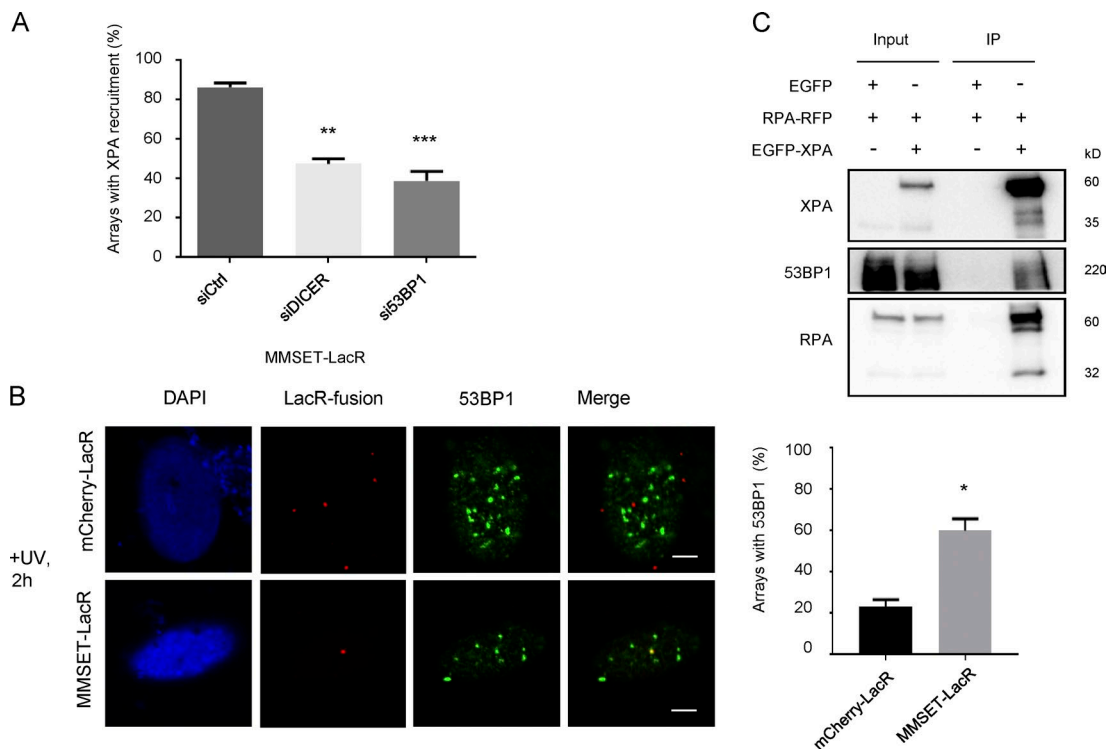 A
Arrays with XPA recruitment (%)
100
80
60
40
20
0
**
***
siCtrl
siDICER
si53BP1
MMSET-LacR
B
DAPI
LacR-fusion
53BP1
Merge
+UV,
2h
mCherry-LacR
MMSET-LacR
C
Input
IP
EGFP
+ - + -
RPA-RFP
+ + + +
EGFP-XPA
- + - +
kD
XPA
60
35
53BP1
220
RPA
60
32
Arrays with 53BP1 (%)
100
80
60
40
20
0
*
mCherry-LacR
MMSET-LacR